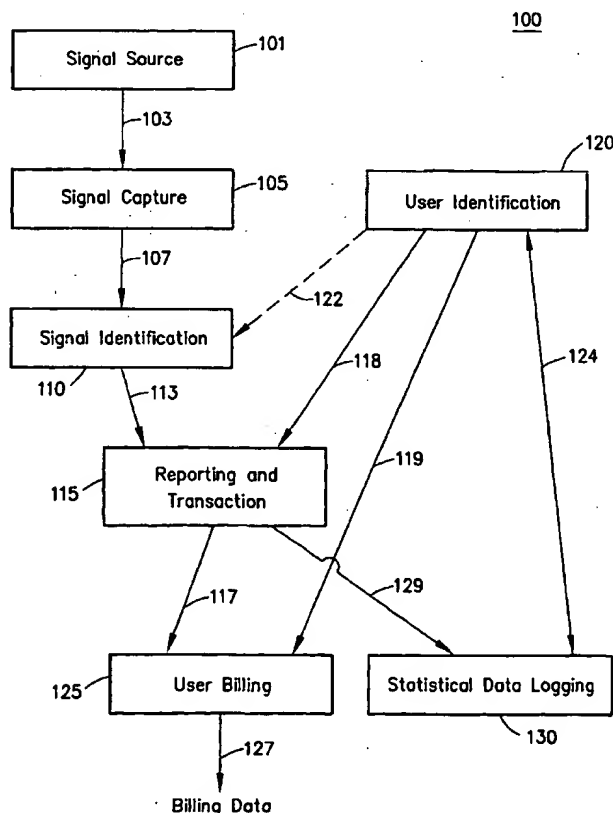 100
Signal Source
101
103
120
Signal Capture
105
User Identification
107
122
Signal Identification
110
113
118
124
119
Reporting and
Transaction
115
117
129
125
User Billing
Statistical Data Logging
130
127
Billing Data